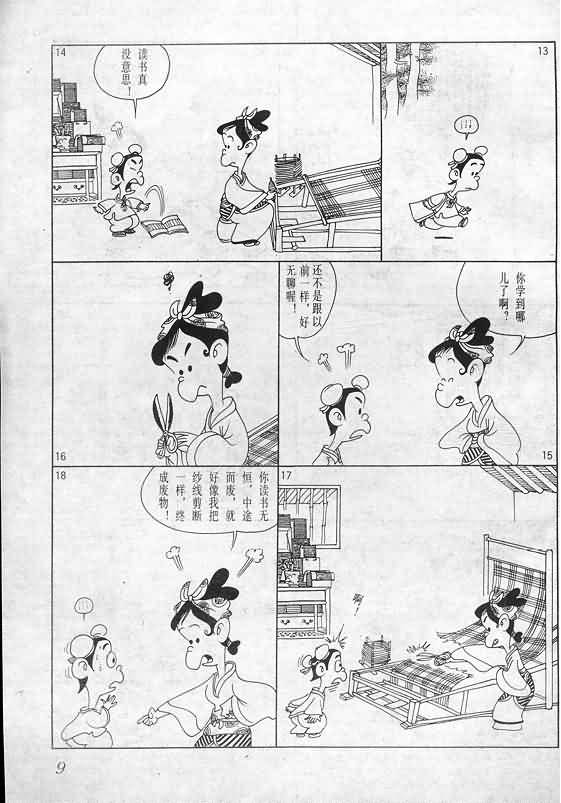 13
!!!
14
读书真
没意思！
15
你学到哪
儿了啊？
还不是跟以
前一样，好
无聊喔！
16
17
啊！
18
你读书无
恒，中途
而废，就
好像我把
纱线剪断
一样，终
成废物！
!!!
9